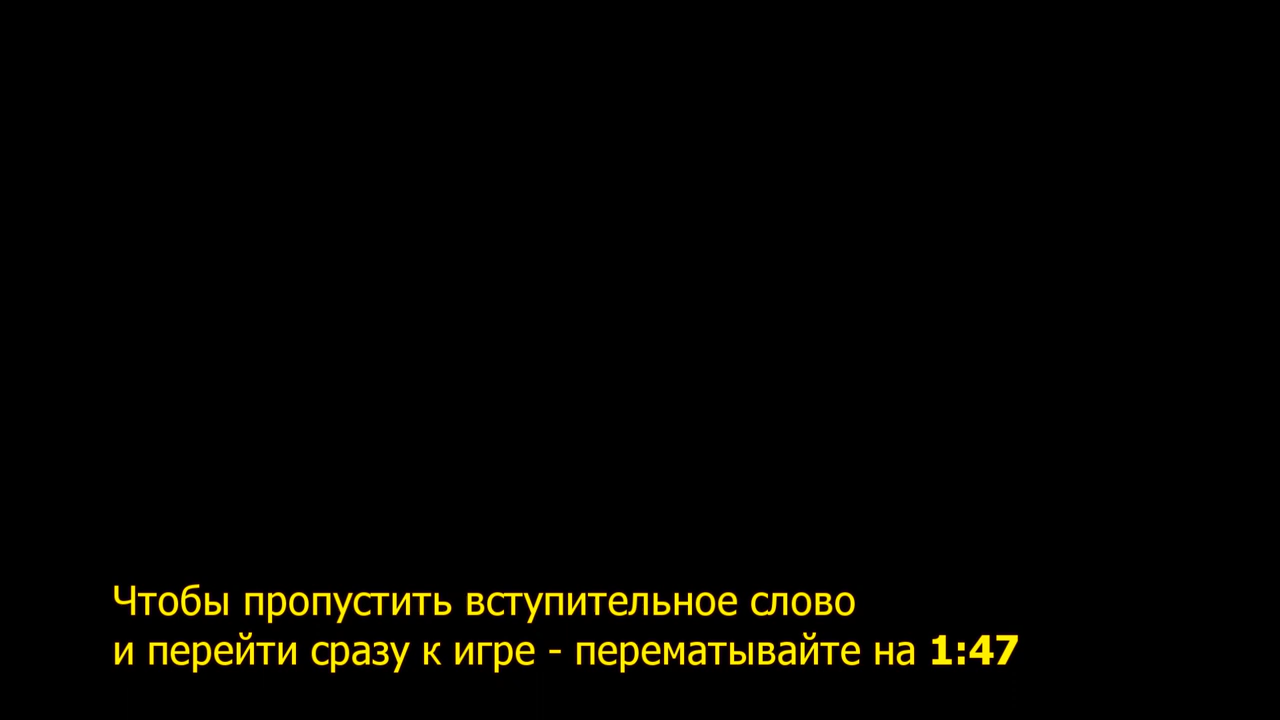 Чтобы пропустить вступительное слово
и перейти сразу к игре - перематывайте на 1:47